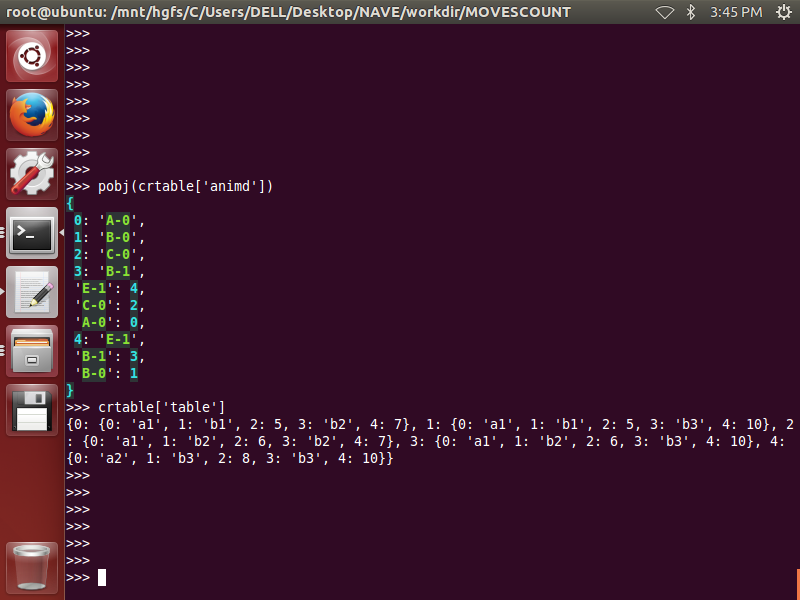 root@ubuntu: /mnt/hgfs/C/Users/DELL/Desktop/NAVE/workdir/MOVESCOUNT 3:45 PM
>>>
>>>
>>>
>>>
>>>
>>>
>>>
>>>
>>>
>>> pobj(crtable['animd'])
{
0: 'A-0',
1: 'B-0',
2: 'C-0',
3: 'B-1',
'E-1': 4,
'C-0': 2,
'A-0': 0,
4: 'E-1',
'B-1': 3,
'B-0': 1
}
>>> crtable['table']
{0: {0: 'a1', 1: 'b1', 2: 5, 3: 'b2', 4: 7}, 1: {0: 'a1', 1: 'b1', 2: 5, 3: 'b3', 4: 10}, 2
: {0: 'a1', 1: 'b2', 2: 6, 3: 'b2', 4: 7}, 3: {0: 'a1', 1: 'b2', 2: 6, 3: 'b3', 4: 10}, 4:
{0: 'a2', 1: 'b3', 2: 8, 3: 'b3', 4: 10}}
>>>
>>>
>>>
>>>
>>>
>>>
>>>